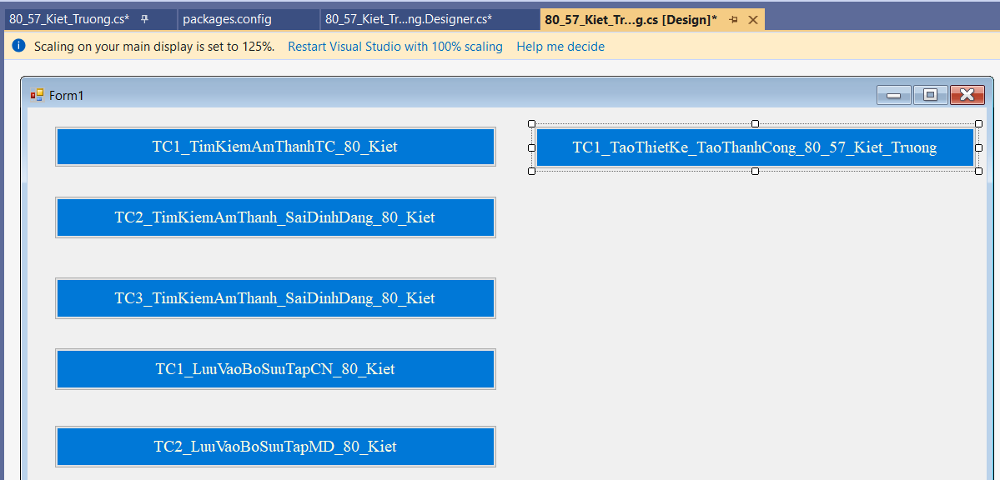 80_57_Kiet_Truong.cs*
packages.config
80_57_Kiet_Tr...ng.Designer.cs*
80_57_Kiet_Tr...g.cs [Design]*
Scaling on your main display is set to 125%. Restart Visual Studio with 100% scaling Help me decide
Form1
TC1_TimKiemAmThanhTC_80_Kiet
TC1_TaoThietKe_TaoThanhCong_80_57_Kiet_Truong
TC2_TimKiemAmThanh_SaiDinhDang_80_Kiet
TC3_TimKiemAmThanh_SaiDinhDang_80_Kiet
TC1_LuuVaoBoSuuTapCN_80_Kiet
TC2_LuuVaoBoSuuTapMD_80_Kiet